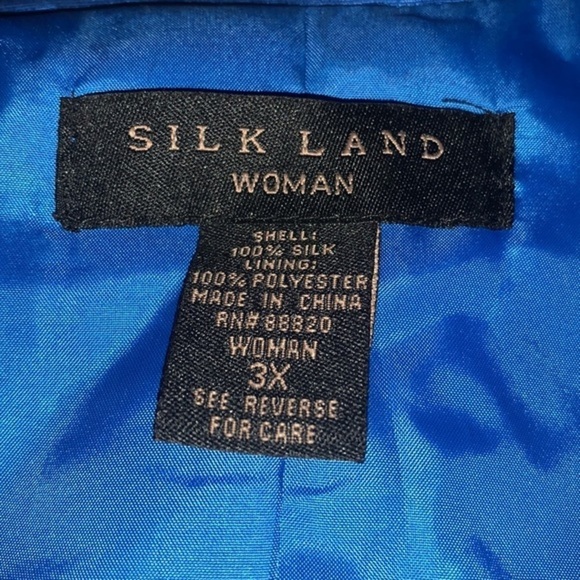 SILK LAND
WOMAN
SHELL:
100% SILK
LINING:
100% POLYESTER
MADE IN CHINA
RN# 88820
WOMAN
3X
SEE REVERSE
FOR CARE